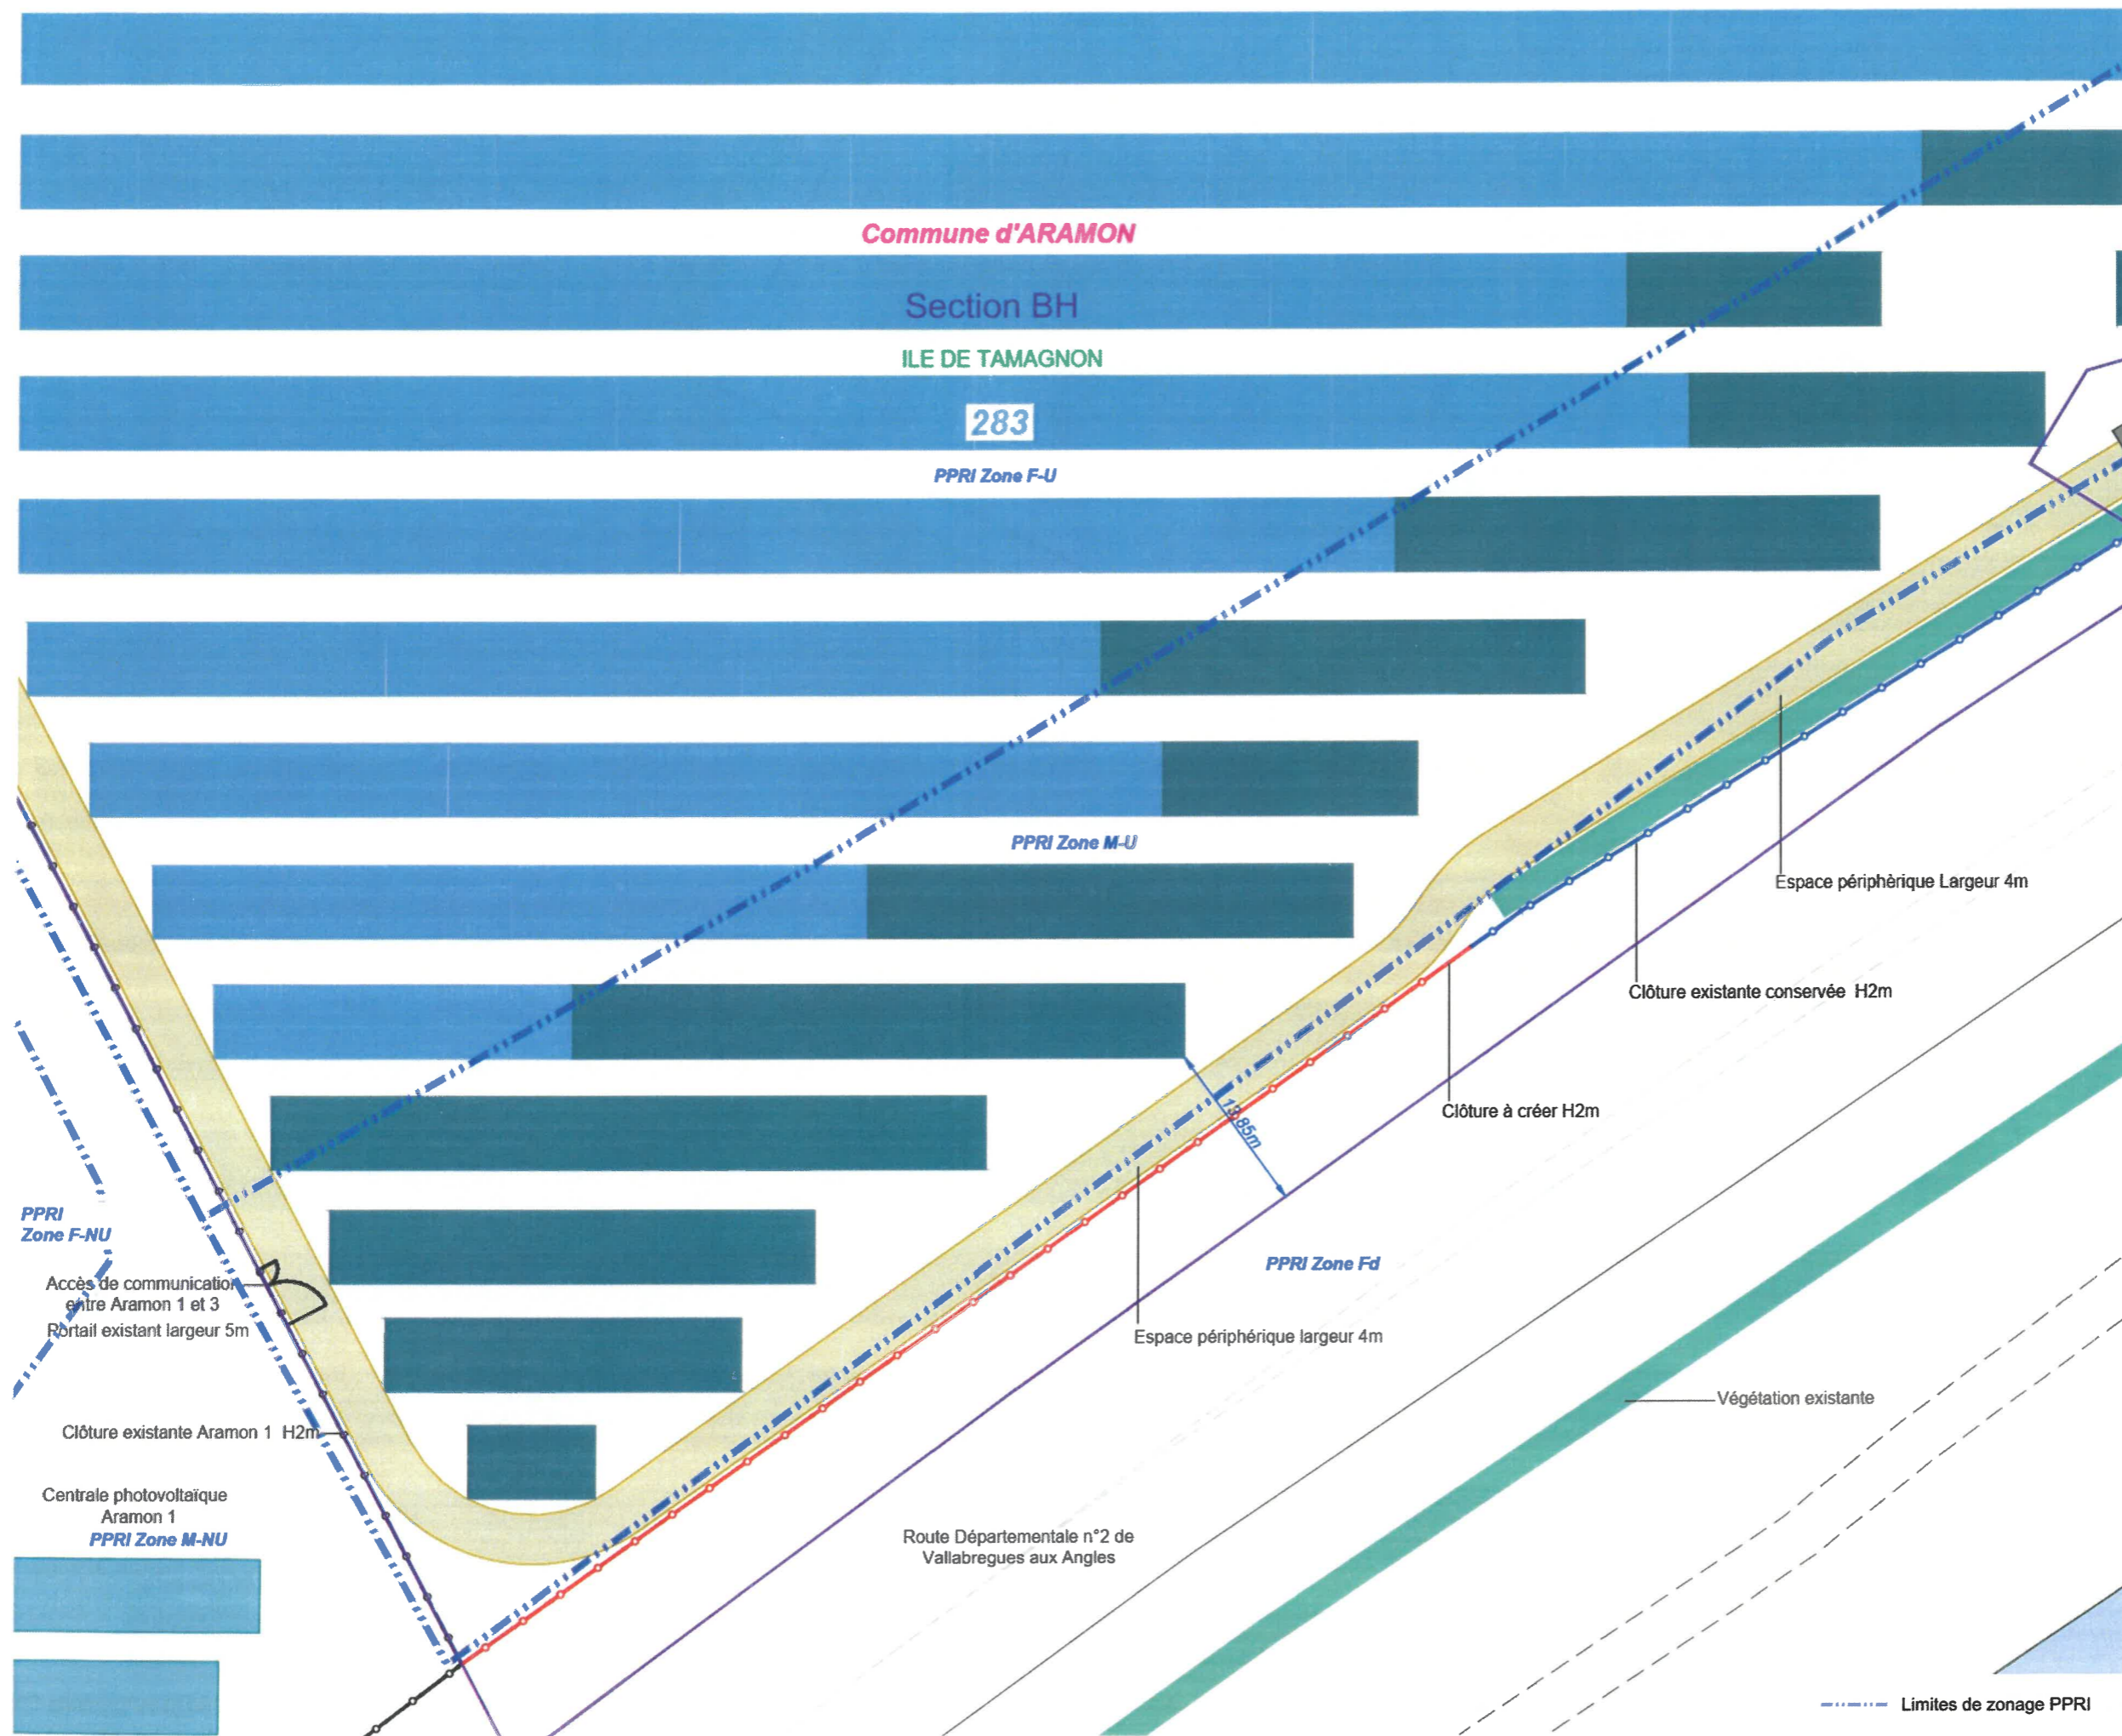 Commune d'ARAMON
Section BH
ILE DE TAMAGNON
283
PPRI Zone F-U
PPRI Zone M-U
Espace périphèrique Largeur 4m
Clôture existante conservée H2m
Clôture à créer H2m
13,85m
PPRI
Zone F-NU
PPRI Zone Fd
Accès de communication
entre Aramon 1 et 3
Portail existant largeur 5m
Espace périphérique largeur 4m
Végétation existante
Clôture existante Aramon 1 H2m
Centrale photovoltaïque
Aramon 1
PPRI Zone M-NU
Route Départementale n°2 de
Vallabregues aux Angles
Limites de zonage PPRI